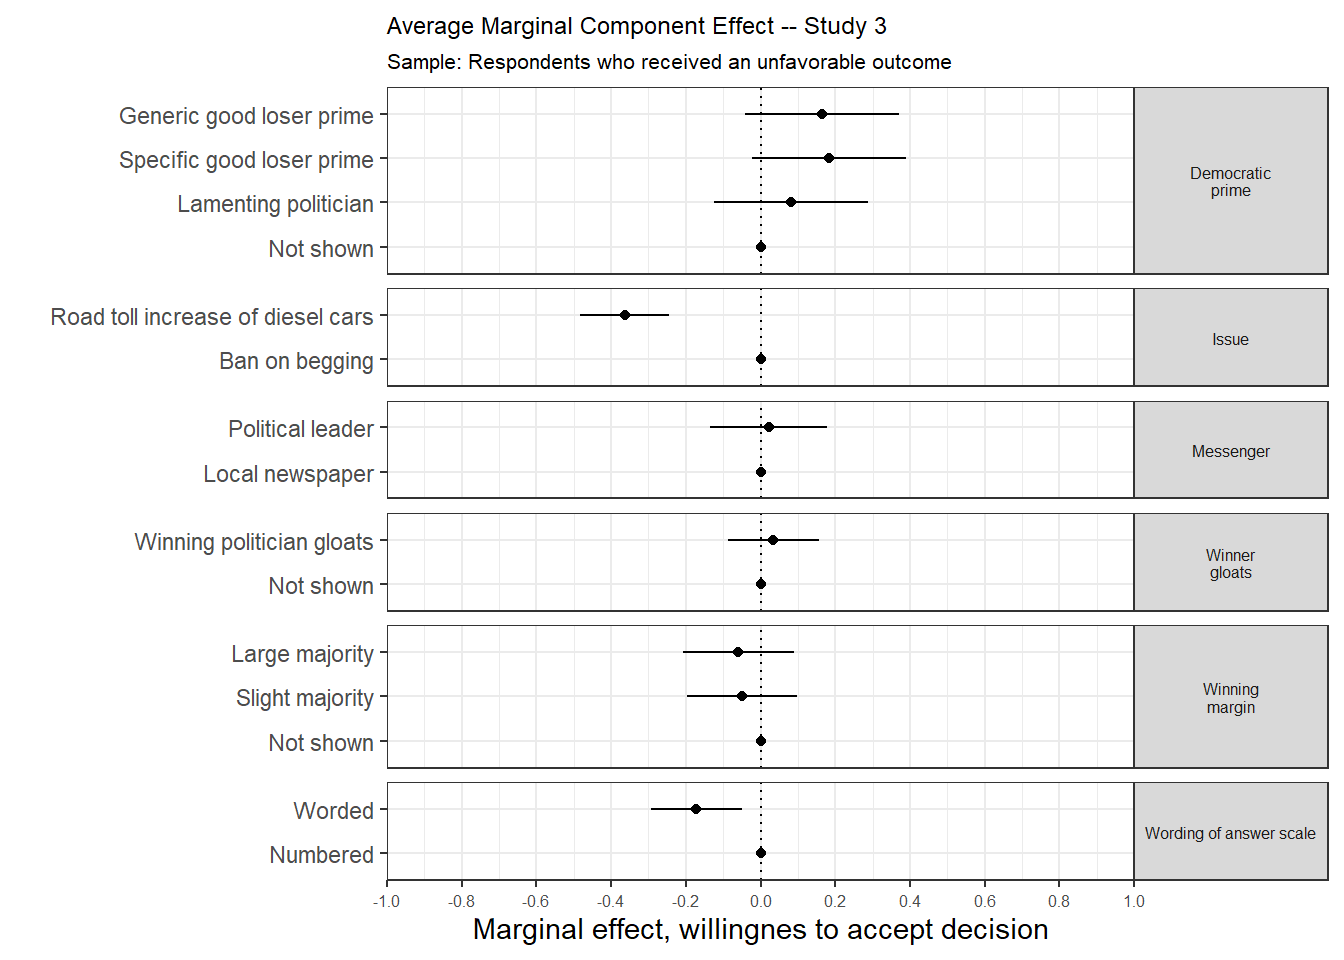 Average Marginal Component Effect -- Study 3
Sample: Respondents who received an unfavorable outcome
Generic good loser prime
Specific good loser prime
Lamenting politician
Not shown
Democratic
prime
Road toll increase of diesel cars
Ban on begging
Issue
Political leader
Local newspaper
Messenger
Winning politician gloats
Not shown
Winner
gloats
Large majority
Slight majority
Not shown
Winning
margin
Worded
Numbered
Wording of answer scale
-1.0 -0.8 -0.6 -0.4 -0.2 0.0 0.2 0.4 0.6 0.8 1.0
Marginal effect, willingnes to accept decision